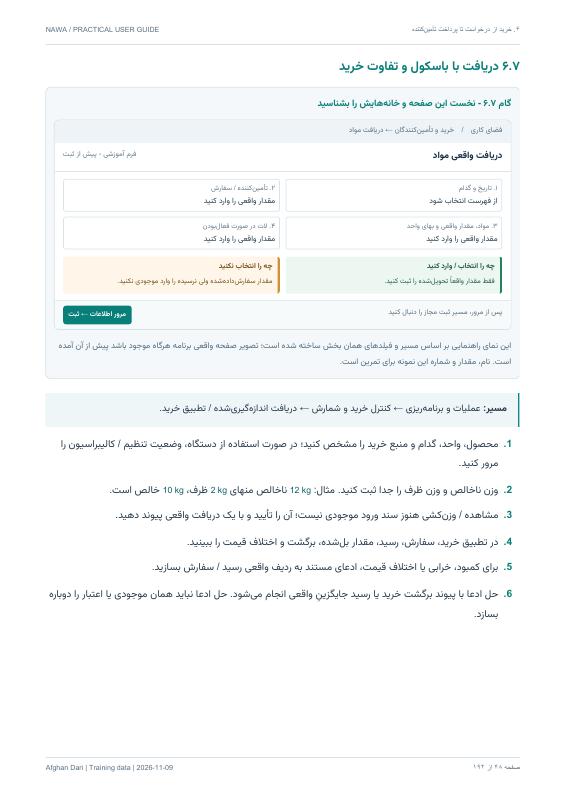 ۴. خرید از درخواست تا پرداخت تأمین‌کننده
NAWA / PRACTICAL USER GUIDE
۶.۷ دریافت با باسکول و تفاوت خرید
گام ۶.۷ - نخست این صفحه و خانه‌هایش را بشناسید
فضای کاری / خرید و تأمین‌کنندگان ← دریافت مواد
دریافت واقعی مواد
فرم آموزشی - پیش از ثبت
۱. تاریخ و گدام
از فهرست انتخاب شود
۲. تأمین‌کننده / سفارش
مقدار واقعی را وارد کنید
۳. مواد، مقدار واقعی و بهای واحد
مقدار واقعی را وارد کنید
۴. لات در صورت فعال‌بودن
مقدار واقعی را وارد کنید
چه را انتخاب / وارد کنید
فقط مقدار واقعاً تحویل‌شده را ثبت کنید.
چه را انتخاب نکنید
مقدار سفارش‌داده‌شده ولی نرسیده را وارد موجودی نکنید.
پس از مرور، مسیر ثبت مجاز را دنبال کنید
مرور اطلاعات ← ثبت
این نمای راهنمایی بر اساس مسیر و فیلدهای همان بخش ساخته شده است؛ تصویر صفحه واقعی برنامه هرگاه موجود باشد پیش از آن آمده
است. نام، مقدار و شماره این نمونه برای تمرین است.
مسیر: عملیات و برنامه‌ریزی ← کنترل خرید و شمارش ← دریافت اندازه‌گیری‌شده / تطبیق خرید.
1. محصول، واحد، گدام و منبع خرید را مشخص کنید؛ در صورت استفاده از دستگاه، وضعیت تنظیم / کالیبراسیون را
مرور کنید.
2. وزن ناخالص و وزن ظرف را جدا ثبت کنید. مثال: 12 kg ناخالص منهای 2 kg ظرف، 10 kg خالص است.
3. مشاهده / وزن‌کشی هنوز سند ورود موجودی نیست؛ آن را تأیید و با یک دریافت واقعی پیوند دهید.
4. در تطبیق خرید، سفارش، رسید، مقدار بل‌شده، برگشت و اختلاف قیمت را ببینید.
5. برای کمبود، خرابی یا اختلاف قیمت، ادعای مستند به ردیف واقعی رسید / سفارش بسازید.
6. حل ادعا با پیوند برگشت خرید یا رسید جایگزین واقعی انجام می‌شود. حل ادعا نباید همان موجودی یا اعتبار را دوباره
بسازد.
صفحه ۴۸ از ۱۹۴
Afghan Dari | Training data | 2026-11-09